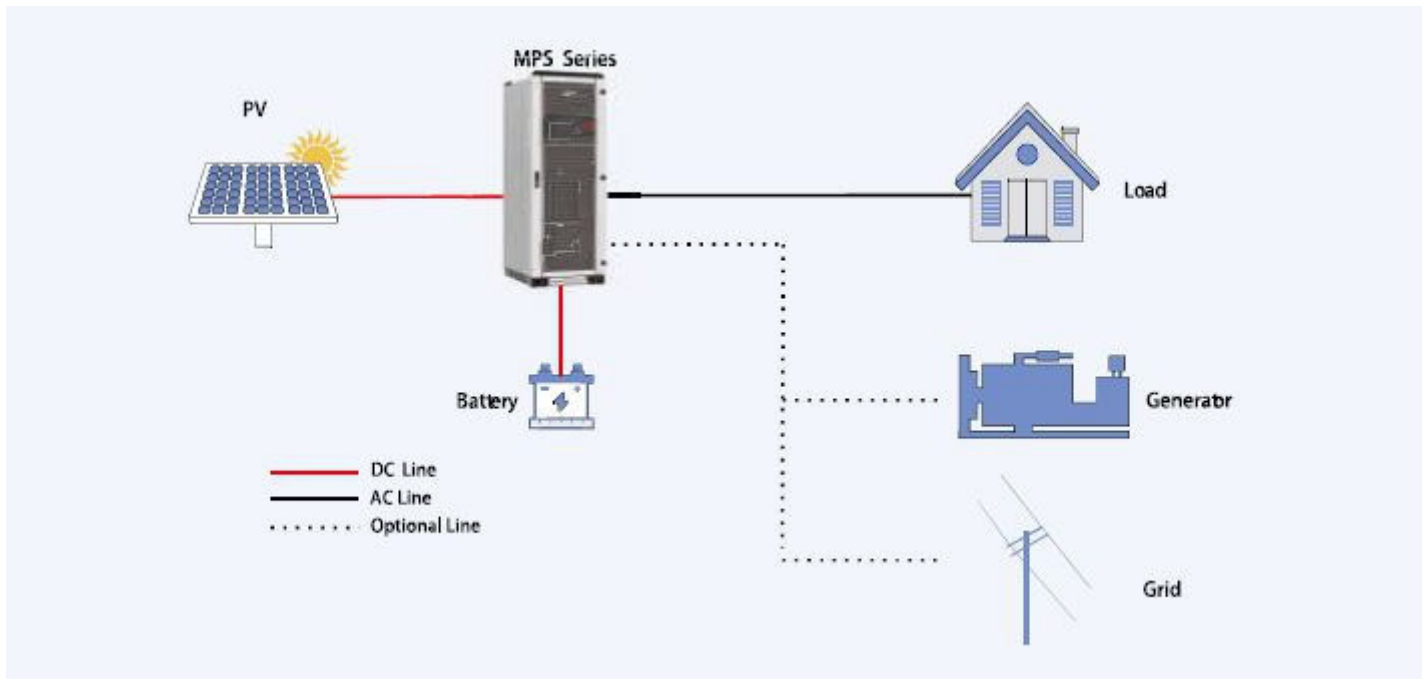 MPS Series
PV
Load
Battery
Generator
DC Line
AC Line
Optional Line
Grid